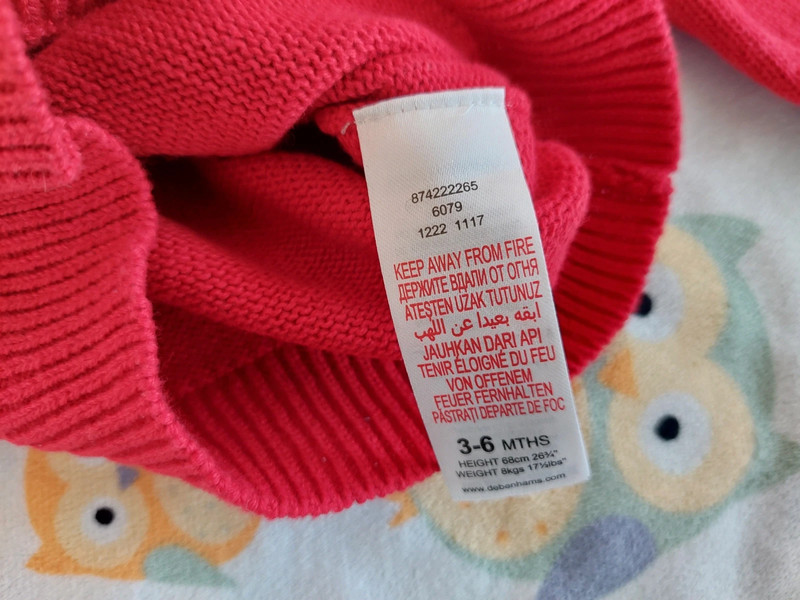 874222265
6079
1222 1117
KEEP AWAY FROM FIRE
ДЕРЖИТЕ ВДАЛИ ОТ ОГНЯ
ATEŞTEN UZAK TUTUNUZ
ابقه بعيدا عن اللهب
JAUHKAN DARI API
TENIR ÉLOIGNÉ DU FEU
VON OFFENEM
FEUER FERNHALTEN
PĂSTRAȚI DEPARTE DE FOC
3-6 MTHS
HEIGHT 68cm 26¾"
WEIGHT 8kgs 17½lbs"
www.debenhams.com